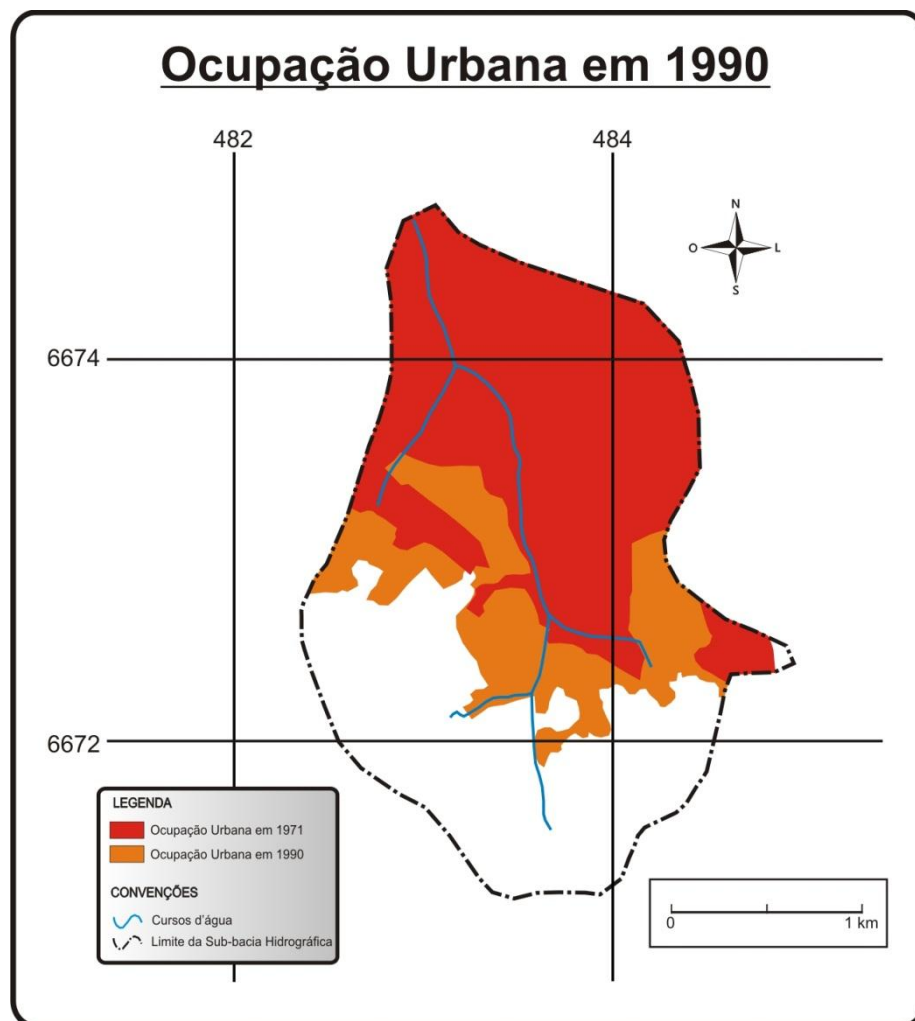 Ocupação Urbana em 1990
482 484
N
O L
S
6674
6672
LEGENDA
Ocupação Urbana em 1971
Ocupação Urbana em 1990
CONVENÇÕES
Cursos d'água
Limite da Sub-bacia Hidrográfica
0 1 km